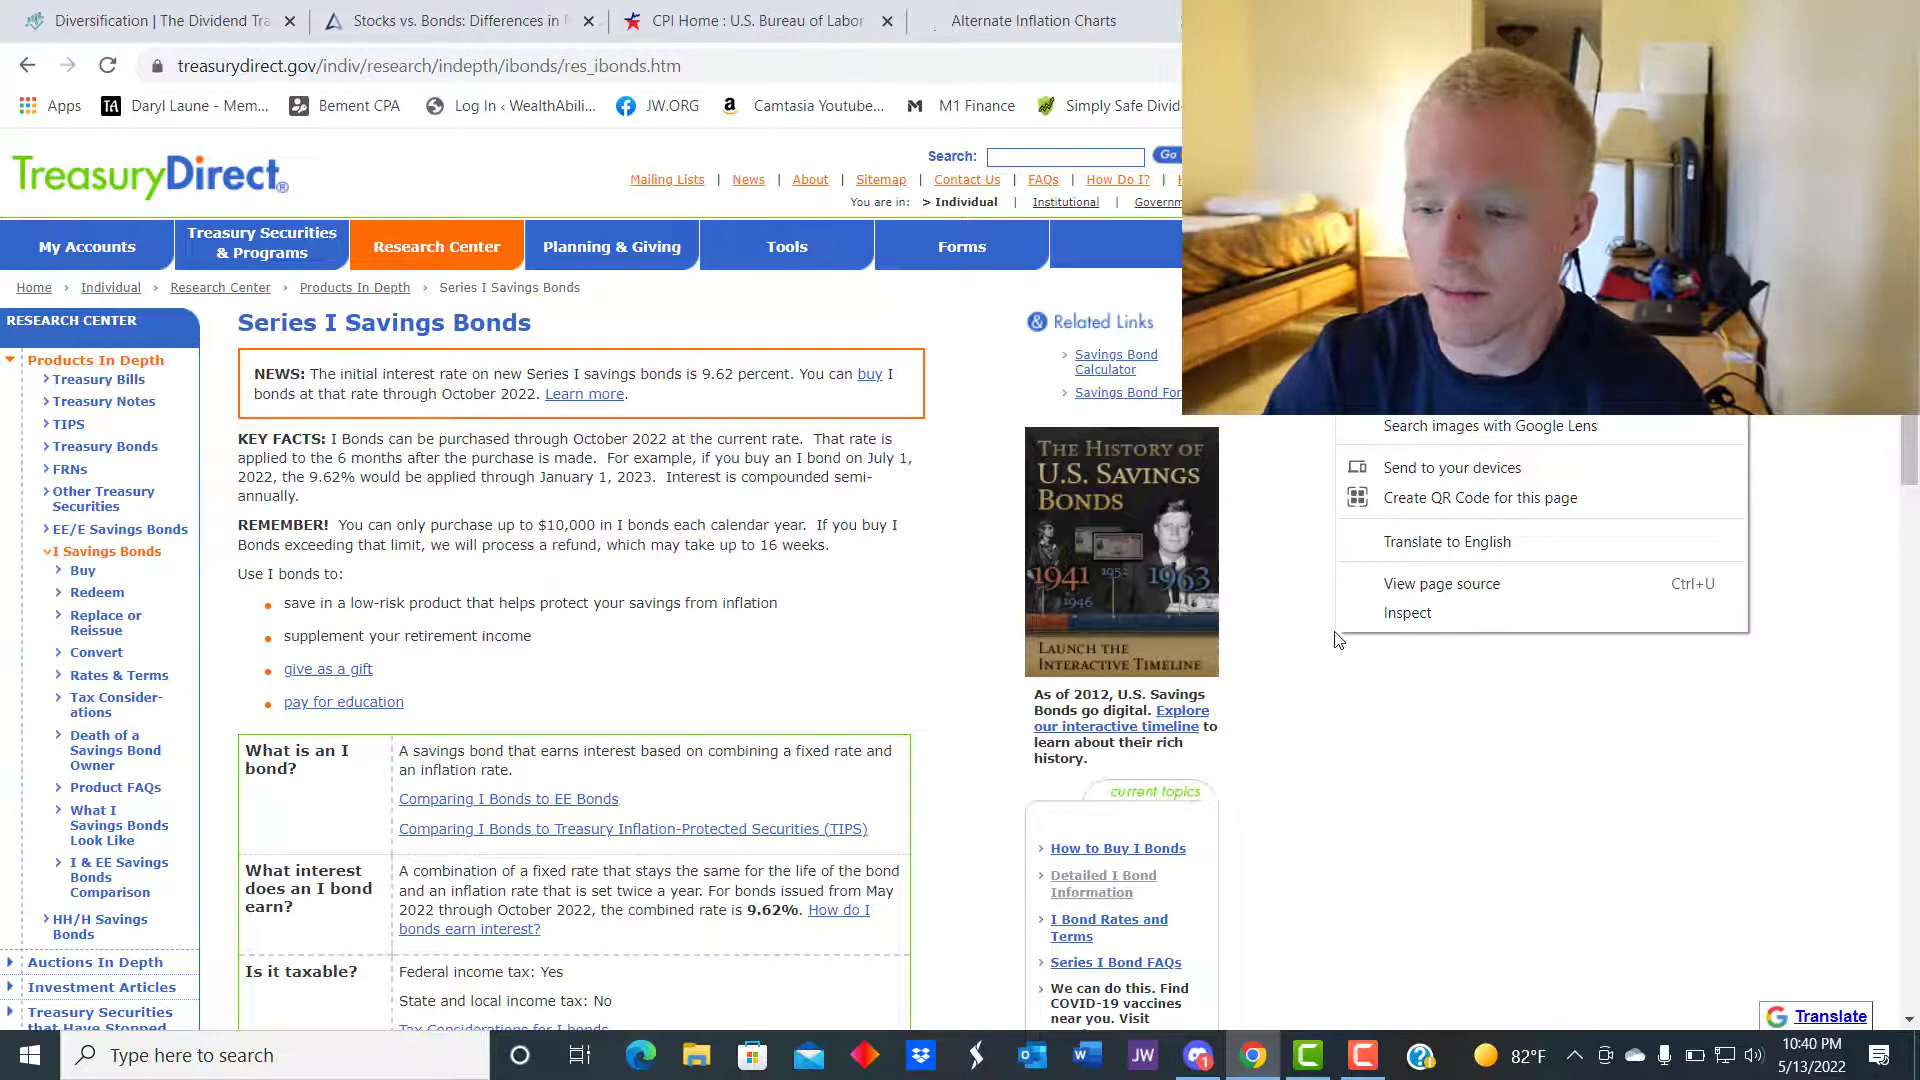 Diversification | The Dividend Tra
Stocks vs. Bonds: Differences in
CPI Home : U.S. Bureau of Labor
Alternate Inflation Charts
treasurydirect.gov/indiv/research/indepth/ibonds/res_ibonds.htm
Apps
Daryl Laune - Mem...
Bement CPA
Log In ‹ WealthAbili...
JW.ORG
Camtasia Youtube...
M1 Finance
Simply Safe Divid
TreasuryDirect®
Search:
Go
Mailing Lists | News | About | Sitemap | Contact Us | FAQs | How Do I? |
You are in: > Individual | Institutional | Governm
My Accounts
Treasury Securities
& Programs
Research Center
Planning & Giving
Tools
Forms
Home › Individual › Research Center › Products In Depth › Series I Savings Bonds
RESEARCH CENTER
Products In Depth
Treasury Bills
Treasury Notes
TIPS
Treasury Bonds
FRNs
Other Treasury
Securities
EE/E Savings Bonds
I Savings Bonds
Buy
Redeem
Replace or
Reissue
Convert
Rates & Terms
Tax Consider-
ations
Death of a
Savings Bond
Owner
Product FAQs
What I
Savings Bonds
Look Like
I & EE Savings
Bonds
Comparison
HH/H Savings
Bonds
Auctions In Depth
Investment Articles
Treasury Securities
that Have Stopped
Series I Savings Bonds
NEWS: The initial interest rate on new Series I savings bonds is 9.62 percent. You can buy I
bonds at that rate through October 2022. Learn more.
KEY FACTS: I Bonds can be purchased through October 2022 at the current rate. That rate is
applied to the 6 months after the purchase is made. For example, if you buy an I bond on July 1,
2022, the 9.62% would be applied through January 1, 2023. Interest is compounded semi-
annually.
REMEMBER! You can only purchase up to $10,000 in I bonds each calendar year. If you buy I
Bonds exceeding that limit, we will process a refund, which may take up to 16 weeks.
Use I bonds to:
save in a low-risk product that helps protect your savings from inflation
supplement your retirement income
give as a gift
pay for education
What is an I
bond?
A savings bond that earns interest based on combining a fixed rate and
an inflation rate.
Comparing I Bonds to EE Bonds
Comparing I Bonds to Treasury Inflation-Protected Securities (TIPS)
What interest
does an I bond
earn?
A combination of a fixed rate that stays the same for the life of the bond
and an inflation rate that is set twice a year. For bonds issued from May
2022 through October 2022, the combined rate is 9.62%. How do I
bonds earn interest?
Is it taxable?
Federal income tax: Yes
State and local income tax: No
Tax Considerations for I bonds
& Related Links
Savings Bond
Calculator
Savings Bond For
THE HISTORY OF
U.S. SAVINGS
BONDS
1941
1946
1952
1963
LAUNCH THE
INTERACTIVE TIMELINE
As of 2012, U.S. Savings
Bonds go digital. Explore
our interactive timeline to
learn about their rich
history.
current topics
How to Buy I Bonds
Detailed I Bond
Information
I Bond Rates and
Terms
Series I Bond FAQs
We can do this. Find
COVID-19 vaccines
near you. Visit
Search images with Google Lens
Send to your devices
Create QR Code for this page
Translate to English
View page source Ctrl+U
Inspect
G Translate
Type here to search
JW
1
82°F
10:40 PM
5/13/2022